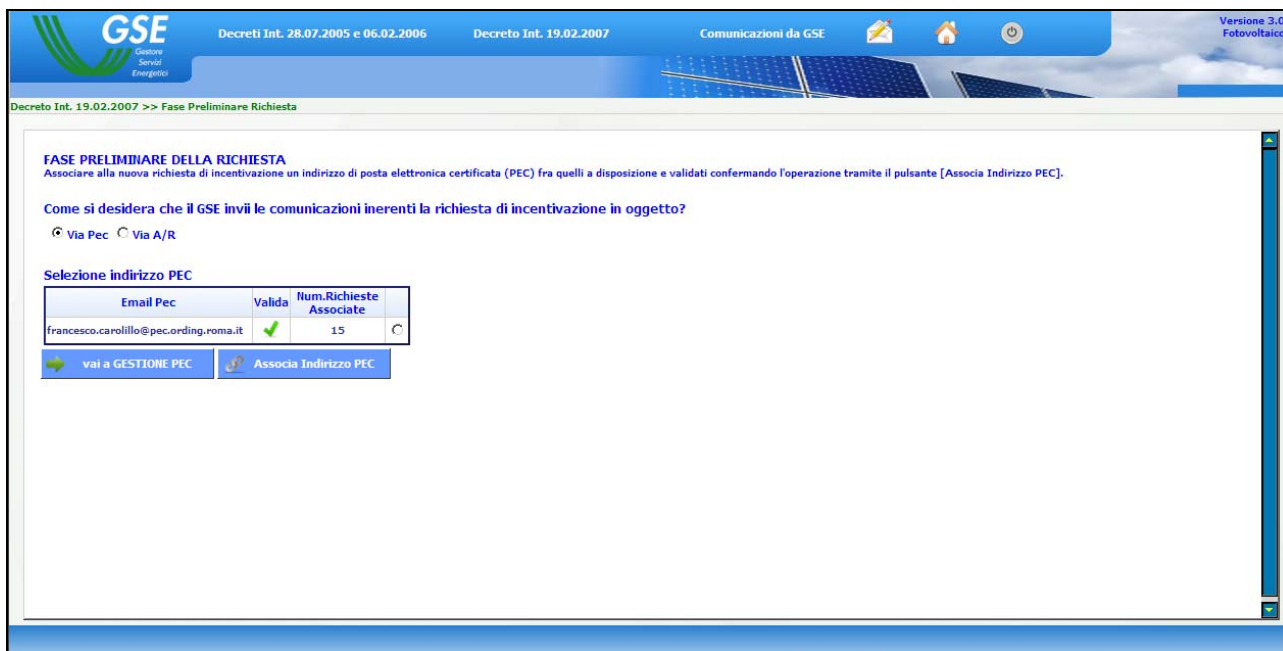 GSE
Gestore
Servizi
Energetici
Decreti Int. 28.07.2005 e 06.02.2006
Decreto Int. 19.02.2007
Comunicazioni da GSE
Versione 3.0
Fotovoltaico
Decreto Int. 19.02.2007 >> Fase Preliminare Richiesta
FASE PRELIMINARE DELLA RICHIESTA
Associare alla nuova richiesta di incentivazione un indirizzo di posta elettronica certificata (PEC) fra quelli a disposizione e validati confermando l'operazione tramite il pulsante [Associa Indirizzo PEC].
Come si desidera che il GSE invii le comunicazioni inerenti la richiesta di incentivazione in oggetto?
Via Pec Via A/R
Selezione indirizzo PEC
Email Pec Valida Num.Richieste Associate
francesco.carolillo@pec.ording.roma.it 15
vai a GESTIONE PEC Associa Indirizzo PEC